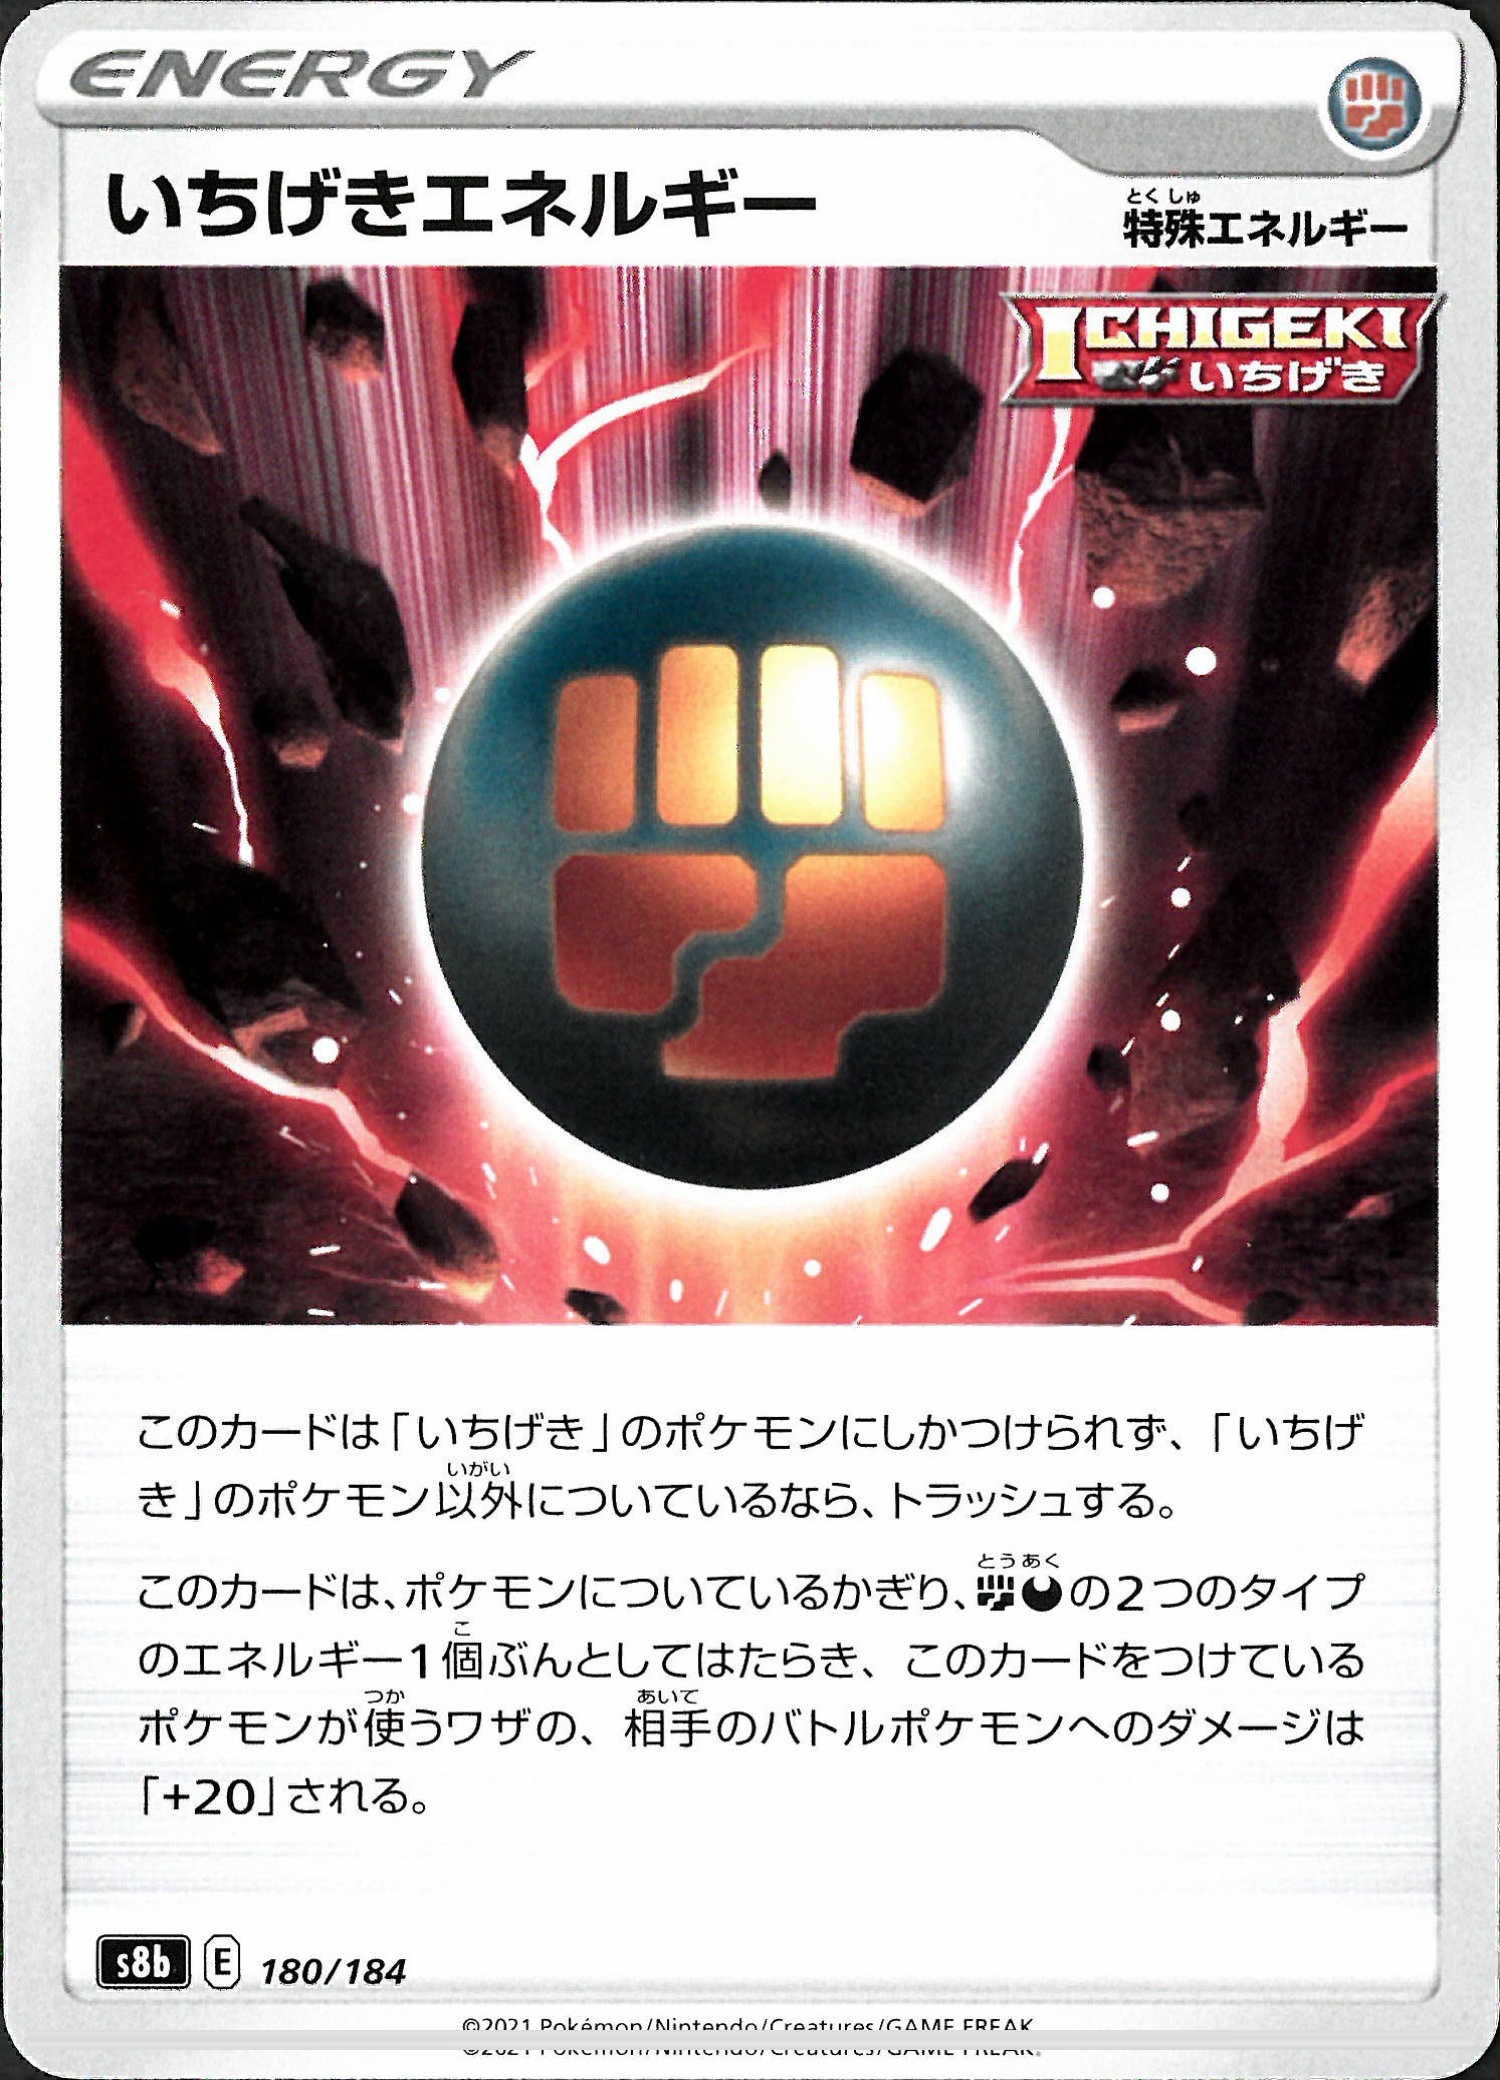 ENERGY
いちげきエネルギー
とくしゅ
特殊エネルギー
ICHIGEKI
いちげき
このカードは「いちげき」のポケモンにしかつけられず、「いちげ
いがい
き」のポケモン以外についているなら、トラッシュする。
とうあく
このカードは、ポケモンについているかぎり、の2つのタイプ
こ
のエネルギー1個ぶんとしてはたらき、このカードをつけている
つか あいて
ポケモンが使うワザの、相手のバトルポケモンへのダメージは
「+20」される。
s8b E 180/184
©2021 Pokémon/Nintendo/Creatures/GAME FREAK.
©2021 Pokémon/Nintendo/Creatures/GAME FREAK.